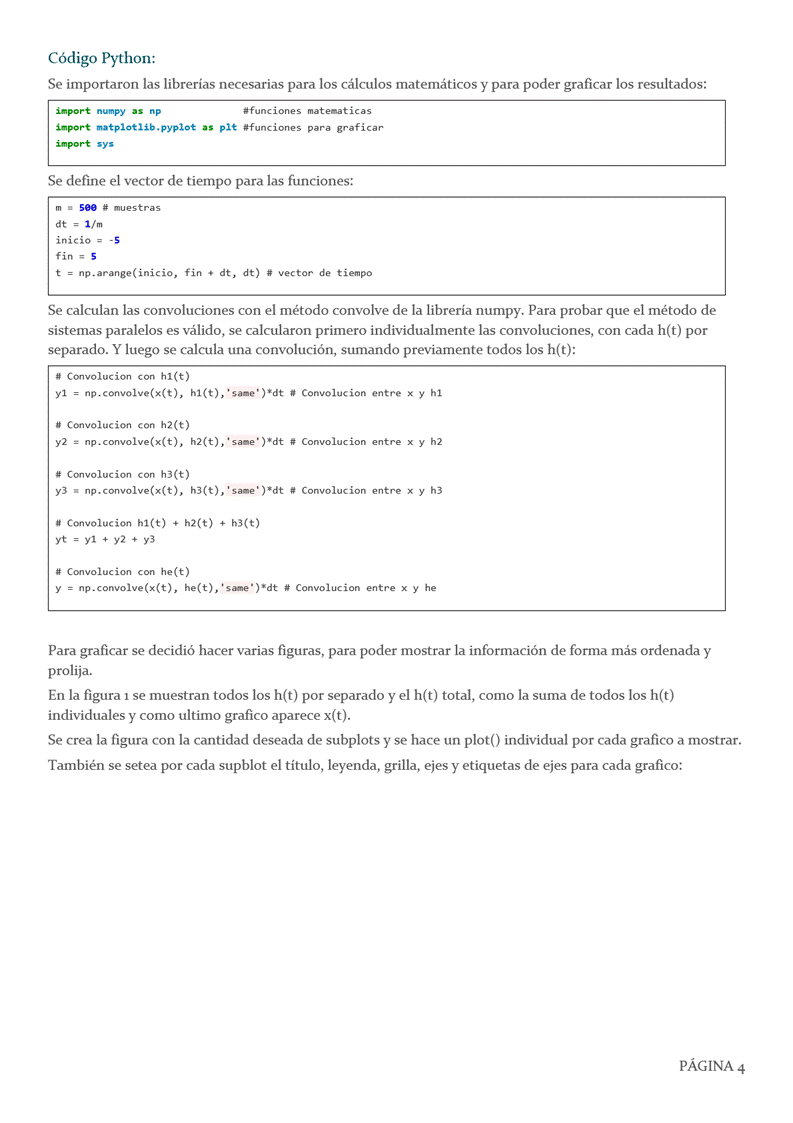 Código Python:
Se importaron las librerías necesarias para los cálculos matemáticos y para poder graficar los resultados:
import numpy as np #funciones matematicas
import matplotlib.pyplot as plt #funciones para graficar
import sys
Se define el vector de tiempo para las funciones:
m = 500 # muestras
dt = 1/m
inicio = -5
fin = 5
t = np.arange(inicio, fin + dt, dt) # vector de tiempo
Se calculan las convoluciones con el método convolve de la librería numpy. Para probar que el método de
sistemas paralelos es válido, se calcularon primero individualmente las convoluciones, con cada h(t) por
separado. Y luego se calcula una convolución, sumando previamente todos los h(t):
# Convolucion con h1(t)
y1 = np.convolve(x(t), h1(t),'same')*dt # Convolucion entre x y h1
# Convolucion con h2(t)
y2 = np.convolve(x(t), h2(t),'same')*dt # Convolucion entre x y h2
# Convolucion con h3(t)
y3 = np.convolve(x(t), h3(t),'same')*dt # Convolucion entre x y h3
# Convolucion h1(t) + h2(t) + h3(t)
yt = y1 + y2 + y3
# Convolucion con he(t)
y = np.convolve(x(t), he(t),'same')*dt # Convolucion entre x y he
Para graficar se decidió hacer varias figuras, para poder mostrar la información de forma más ordenada y
prolija.
En la figura 1 se muestran todos los h(t) por separado y el h(t) total, como la suma de todos los h(t)
individuales y como ultimo grafico aparece x(t).
Se crea la figura con la cantidad deseada de subplots y se hace un plot() individual por cada grafico a mostrar.
También se setea por cada supblot el título, leyenda, grilla, ejes y etiquetas de ejes para cada grafico:
PÁGINA 4